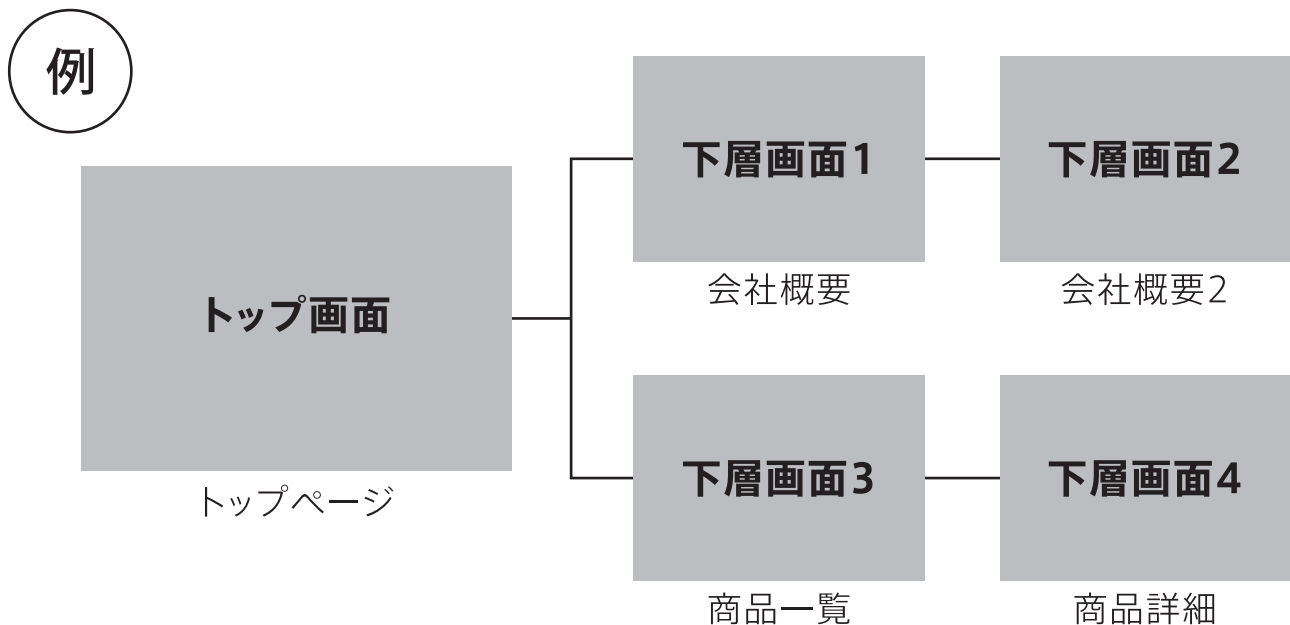 例
トップ画面
トップページ
下層画面1
会社概要
下層画面2
会社概要2
下層画面3
商品一覧
下層画面4
商品詳細